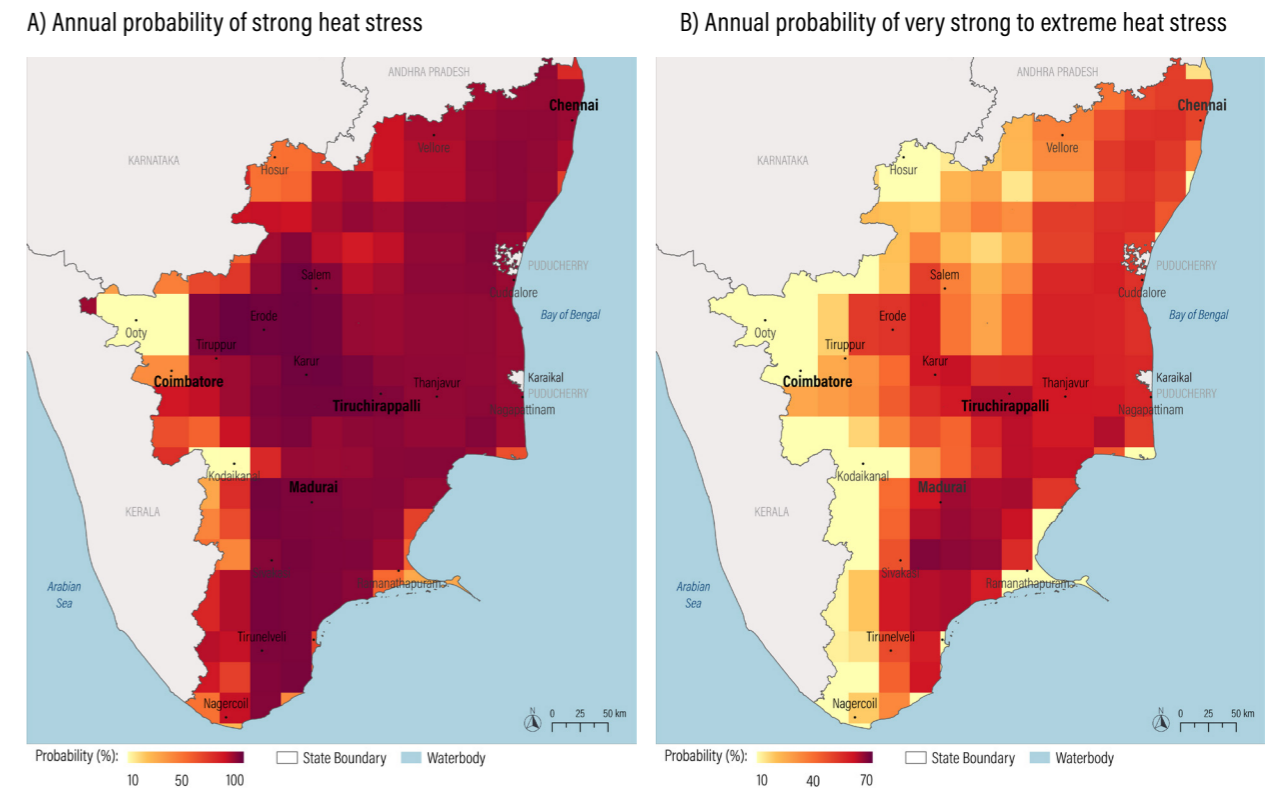 A) Annual probability of strong heat stress
ANDHRA PRADESH
Chennai
Vellore
KARNATAKA
Hosur
Salem
PUDUCHERRY
Cuddalore
Bay of Bengal
Erode
Ooty
Tiruppur
Karur
Coimbatore
Thanjavur
Karaikal
PUDUCHERRY
Tiruchirappalli
Nagapattinam
Kodaikanal
Madurai
KERALA
Sivakasi
Ramanathapuram
Arabian
Sea
Tirunelveli
Nagercoil
N
0 25 50 km
Probability (%):
10 50 100
State Boundary
Waterbody
B) Annual probability of very strong to extreme heat stress
ANDHRA PRADESH
Chennai
Vellore
KARNATAKA
Hosur
Salem
PUDUCHERRY
Cuddalore
Bay of Bengal
Erode
Ooty
Tiruppur
Karur
Coimbatore
Thanjavur
Karaikal
PUDUCHERRY
Tiruchirappalli
Nagapattinam
Kodaikanal
Madurai
KERALA
Sivakasi
Ramanathapuram
Arabian
Sea
Tirunelveli
Nagercoil
N
0 25 50 km
Probability (%):
10 40 70
State Boundary
Waterbody